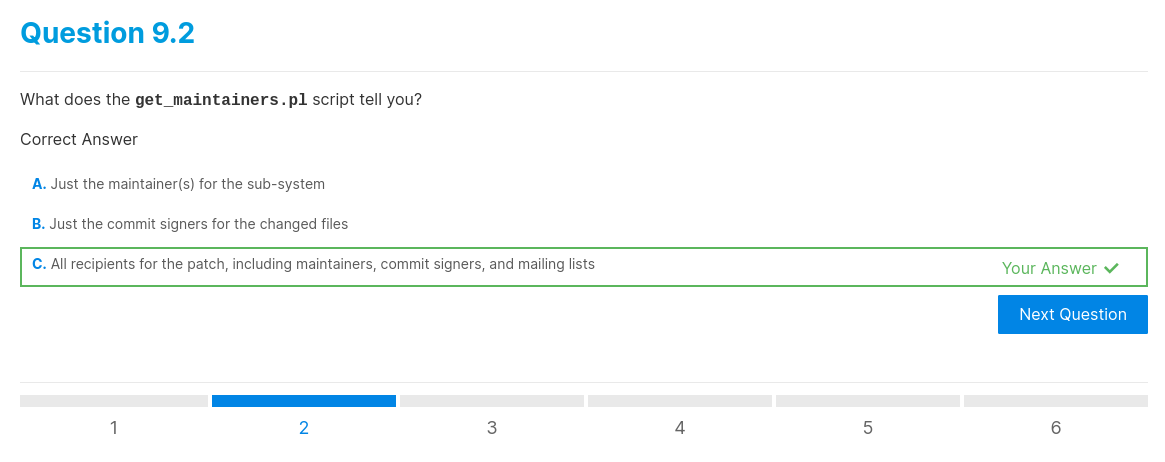 Question 9.2
What does the get_maintainers.pl script tell you?
Correct Answer
A. Just the maintainer(s) for the sub-system
B. Just the commit signers for the changed files
C. All recipients for the patch, including maintainers, commit signers, and mailing lists
Your Answer
Next Question
1 2 3 4 5 6